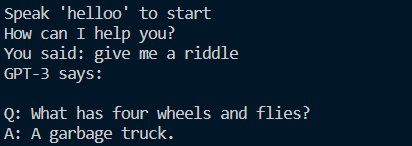 Speak 'helloo' to start
How can I help you?
You said: give me a riddle
GPT-3 says:
Q: What has four wheels and flies?
A: A garbage truck.